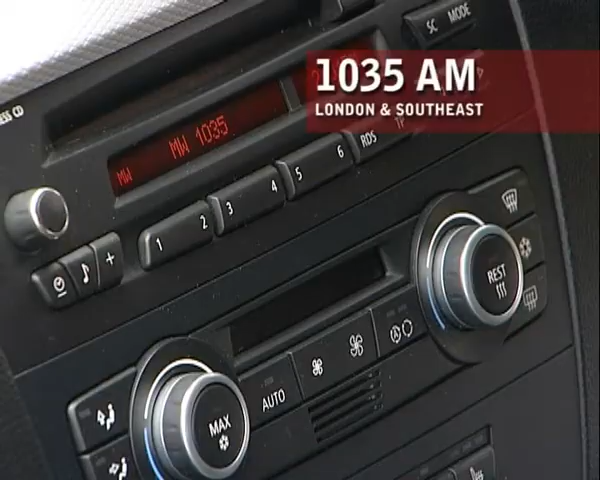 1035 AM
LONDON & SOUTHEAST
SC MODE
MW MW 1035
1 2 3 4 5 6 RDS TP
REST
AUTO
MAX